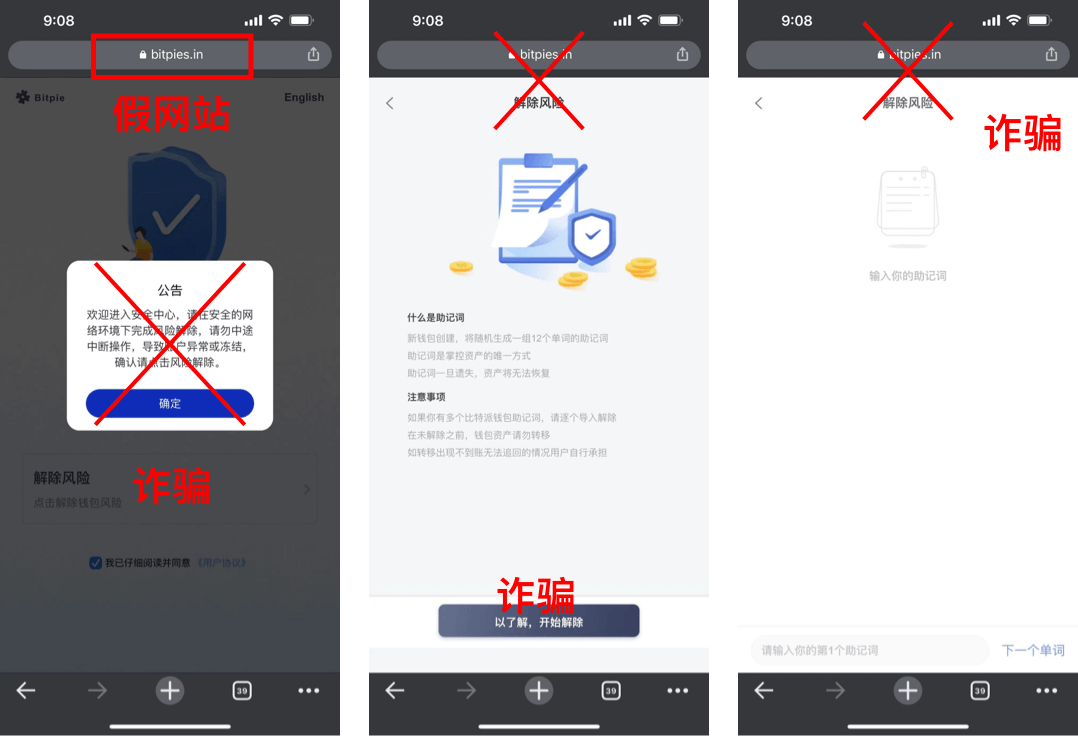 9:08
bitpies.in
Bitpie
English
假网站
公告
欢迎进入安全中心，请在安全的网
络环境下完成风险解除，请勿中途
中断操作，导致账户异常或冻结，
确认请点击风险解除。
确定
解除风险
点击解除钱包风险
诈骗
我已仔细阅读并同意《用户协议》
39
9:08
bitpies.in
解除风险
什么是助记词
新钱包创建，将随机生成一组12个单词的助记词
助记词是掌控资产的唯一方式
助记词一旦遗失，资产将无法恢复
注意事项
如果你有多个比特派钱包助记词，请逐个导入解除
在未解除之前，钱包资产请勿转移
如转移出现不到账无法追回的情况用户自行承担
诈骗
以了解，开始解除
39
9:08
bitpies.in
解除风险
诈骗
输入你的助记词
请输入你的第1个助记词
下一个单词
39